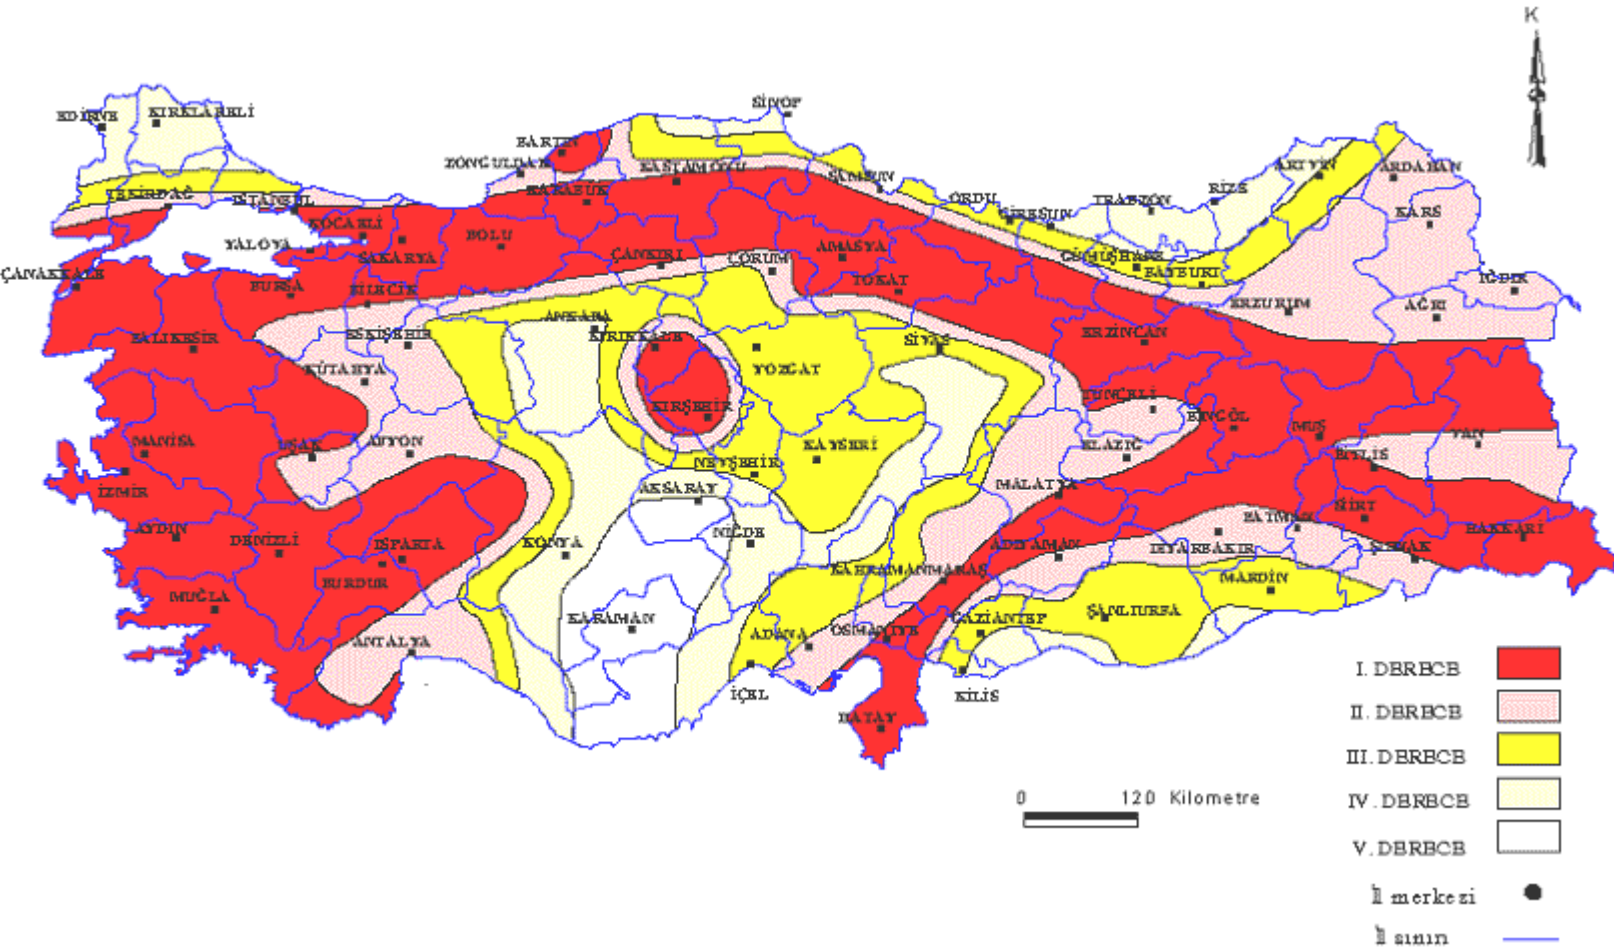 K
SİNOP
EDİRNE
KIRKLARELİ
BARTIN
ZONGULDAK
KASTAMONU
ARTVİN
ARDAHAN
SAMSUN
TEKİRDAĞ
İSTANBUL
KARABÜK
ORDU
GİRESUN
TRABZON
RİZE
KARS
KOCAELİ
YALOVA
SAKARYA
BOLU
ÇANKIRI
ÇORUM
AMASYA
GÜMÜŞHANE
BAYBURT
ÇANAKKALE
BURSA
BİLECİK
TOKAT
ERZURUM
AĞRI
IĞDIR
BALIKESİR
ESKİŞEHİR
ANKARA
KIRIKKALE
SİVAS
ERZİNCAN
KÜTAHYA
YOZGAT
KIRŞEHİR
TUNCELİ
BİNGÖL
MUŞ
VAN
MANİSA
UŞAK
AFYON
KAYSERİ
ELAZIĞ
BİTLİS
NEVŞEHİR
İZMİR
AKSARAY
MALATYA
SİİRT
AYDIN
DENİZLİ
ISPARTA
KONYA
NİĞDE
ADIYAMAN
DİYARBAKIR
BATMAN
ŞIRNAK
HAKKARİ
BURDUR
KAHRAMANMARAŞ
MARDİN
MUĞLA
KARAMAN
GAZİANTEP
ŞANLIURFA
ANTALYA
ADANA
OSMANİYE
İÇEL
KİLİS
HATAY
I. DERECE
II. DERECE
III. DERECE
IV. DERECE
V. DERECE
0 120 Kilometre
İl merkezi
İl sınırı